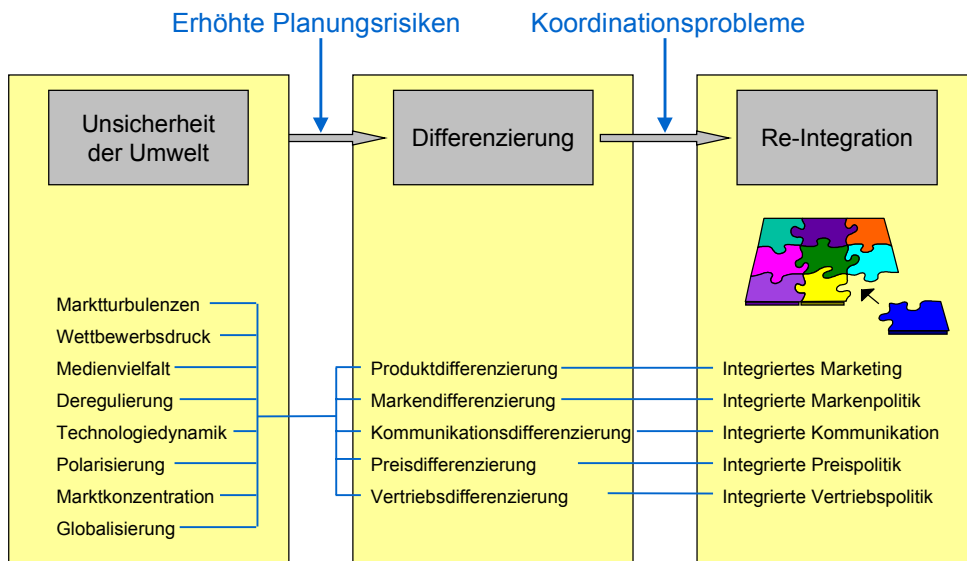 Erhöhte Planungsrisiken
Koordinationsprobleme
Unsicherheit
der Umwelt
Differenzierung
Re-Integration
Marktturbulenzen
Wettbewerbsdruck
Medienvielfalt
Deregulierung
Technologiedynamik
Polarisierung
Marktkonzentration
Globalisierung
Produktdifferenzierung
Markendifferenzierung
Kommunikationsdifferenzierung
Preisdifferenzierung
Vertriebsdifferenzierung
Integriertes Marketing
Integrierte Markenpolitik
Integrierte Kommunikation
Integrierte Preispolitik
Integrierte Vertriebspolitik